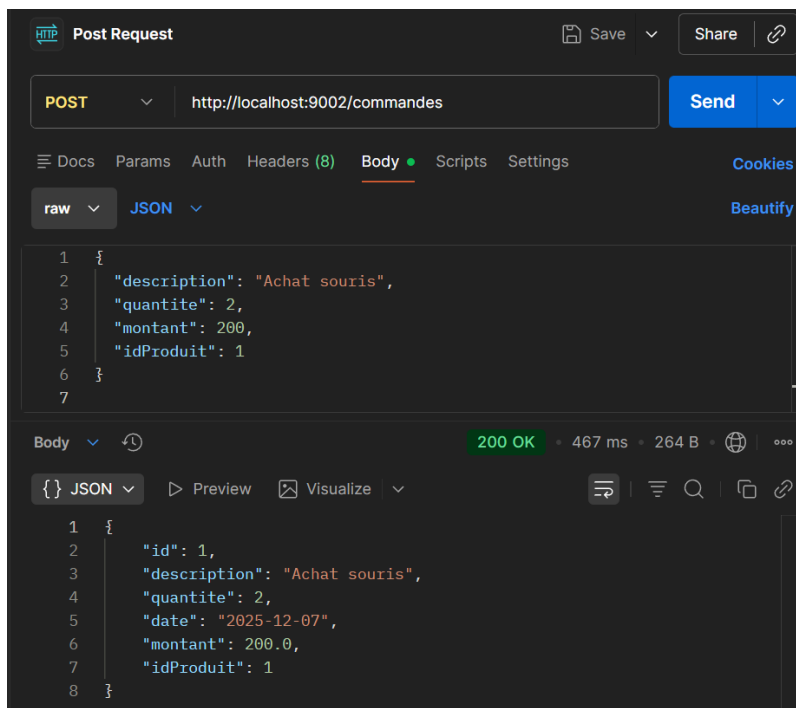 HTTP Post Request Save Share
POST http://localhost:9002/commandes Send
Docs Params Auth Headers (8) Body Scripts Settings Cookies
raw JSON Beautify
1 {
2 "description": "Achat souris",
3 "quantite": 2,
4 "montant": 200,
5 "idProduit": 1
6 }
7
Body 200 OK • 467 ms • 264 B •
{} JSON Preview Visualize
1 {
2 "id": 1,
3 "description": "Achat souris",
4 "quantite": 2,
5 "date": "2025-12-07",
6 "montant": 200.0,
7 "idProduit": 1
8 }